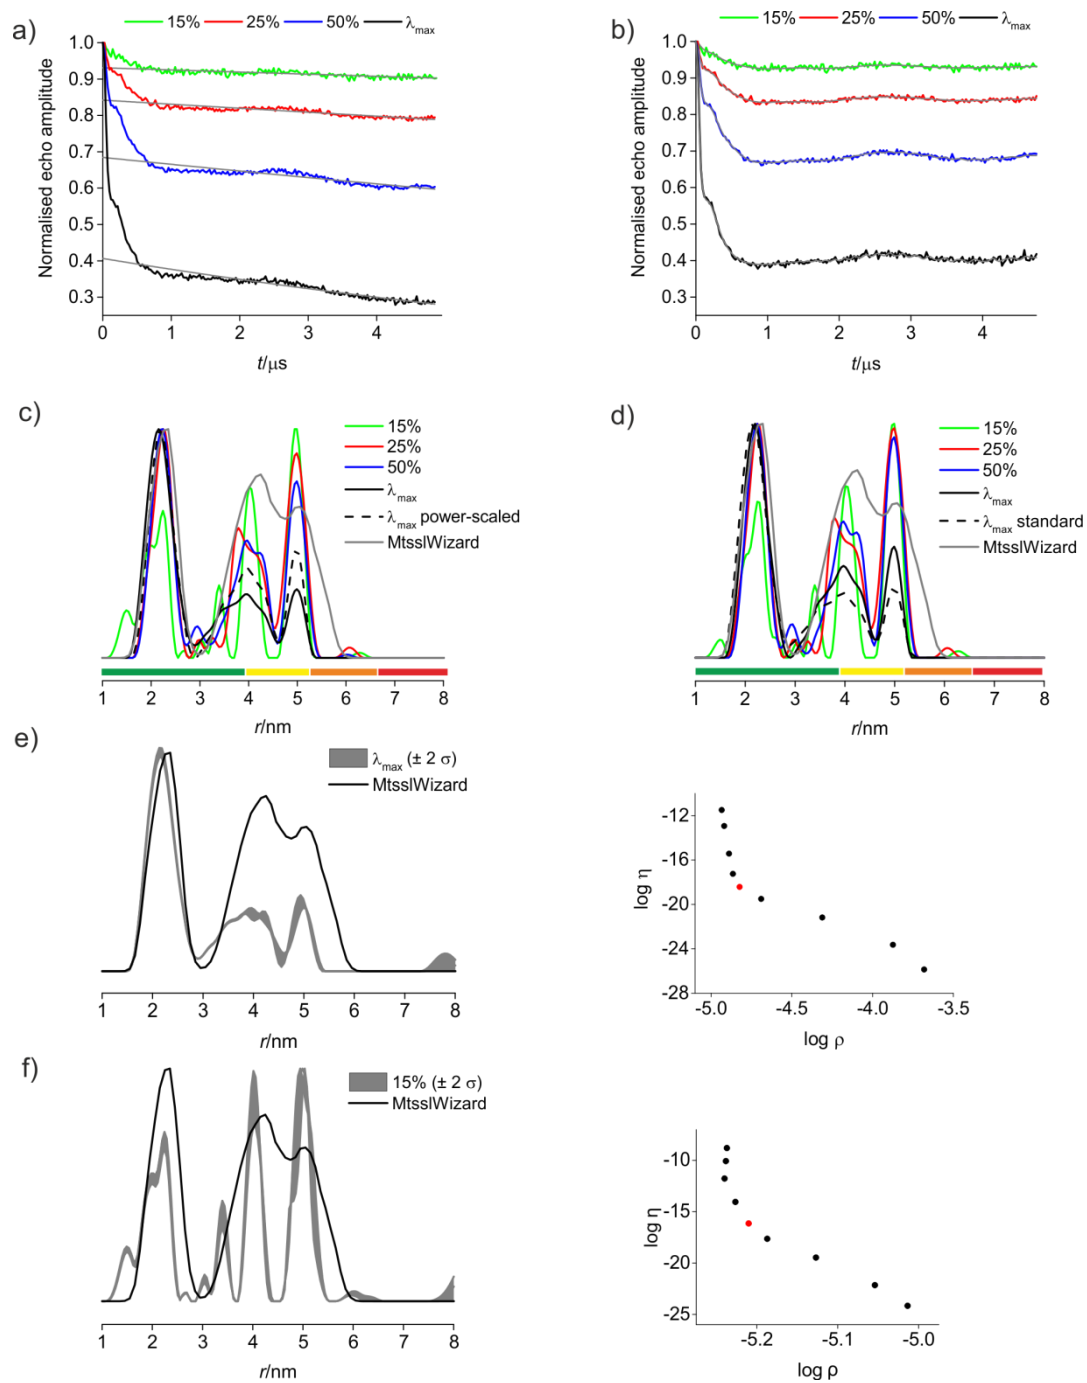 a)
15% 25% 50% λmax
Normalised echo amplitude
1.0
0.9
0.8
0.7
0.6
0.5
0.4
0.3
0 1 2 3 4
t/μs
b)
15% 25% 50% λmax
Normalised echo amplitude
1.0
0.9
0.8
0.7
0.6
0.5
0.4
0.3
0 1 2 3 4
t/μs
c)
15%
25%
50%
λmax
λmax power-scaled
MtsslWizard
1 2 3 4 5 6 7 8
r/nm
d)
15%
25%
50%
λmax
λmax standard
MtsslWizard
1 2 3 4 5 6 7 8
r/nm
e)
λmax (± 2 σ)
MtsslWizard
1 2 3 4 5 6 7 8
r/nm
log η
-12
-16
-20
-24
-28
-5.0 -4.5 -4.0 -3.5
log ρ
f)
15% (± 2 σ)
MtsslWizard
1 2 3 4 5 6 7 8
r/nm
log η
-10
-15
-20
-25
-5.2 -5.1 -5.0
log ρ